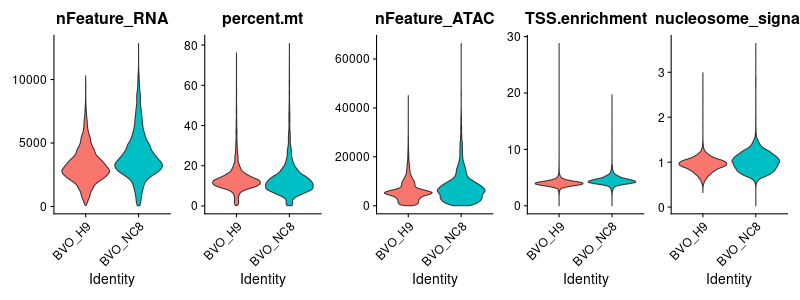 nFeature_RNA
0
5000
10000
BVO_H9
BVO_NC8
Identity
percent.mt
0
20
40
60
80
BVO_H9
BVO_NC8
Identity
nFeature_ATAC
0
20000
40000
60000
BVO_H9
BVO_NC8
Identity
TSS.enrichment
0
10
20
30
BVO_H9
BVO_NC8
Identity
nucleosome_signa
0
1
2
3
BVO_H9
BVO_NC8
Identity